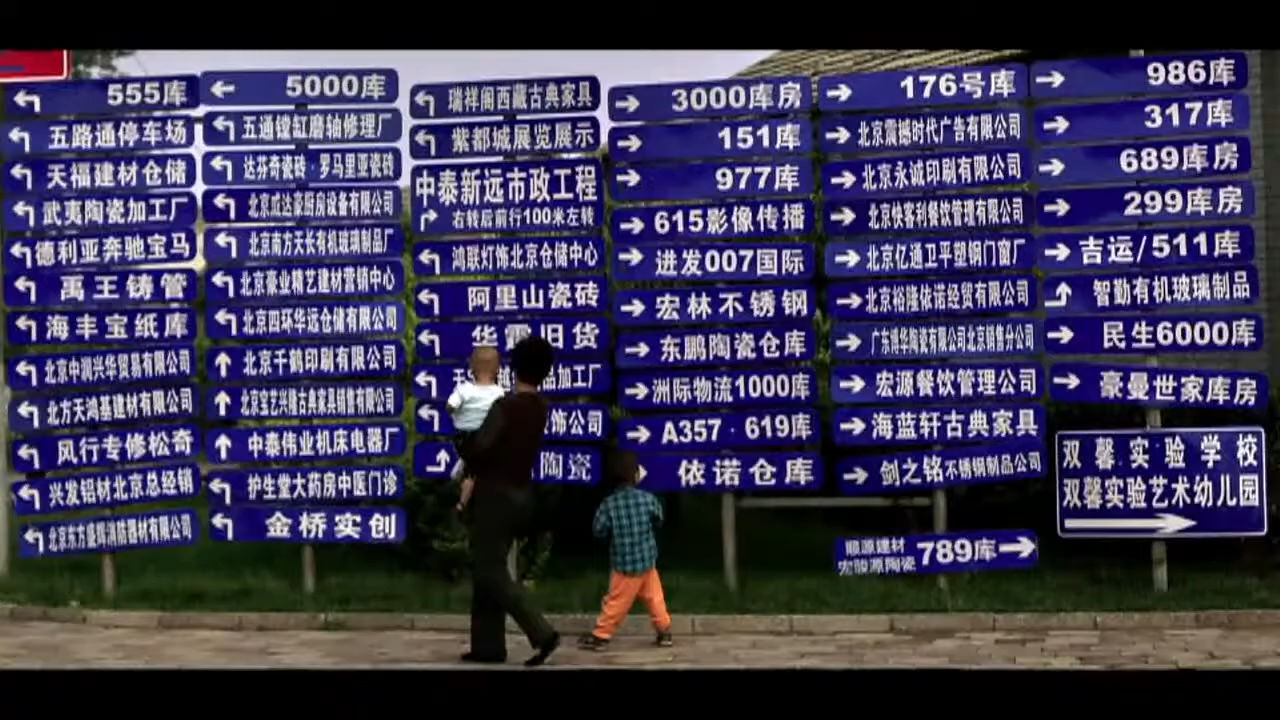 555库
五路通停车场
天福建材仓储
武夷陶瓷加工厂
德利亚奔驰宝马
禹王铸管
海丰宝纸库
北京中润兴华贸易有限公司
北方天鸿基建材有限公司
风行专修松奇
兴发铝材北京总经销
北京东方盛辉消防器材有限公司
5000库
五通镗缸磨轴修理厂
达芬奇瓷砖·罗马里亚瓷砖
北京威达豪厨房设备有限公司
北京南方天长有机玻璃制品厂
北京豪业精艺建材营销中心
北京四环华远仓储有限公司
北京千鹤印刷有限公司
北京宝艺兴隆古典家具销售有限公司
中泰伟业机床电器厂
护生堂大药房中医门诊
金桥实创
瑞祥阁西藏古典家具
紫都城展览展示
中泰新远市政工程
右转后前行100米左转
鸿联灯饰北京仓储中心
阿里山瓷砖
华霸旧货
品加工厂
饰公司
陶瓷
3000库房
151库
977库
615影像传播
进发007国际
宏林不锈钢
东鹏陶瓷仓库
洲际物流1000库
A357·619库
依诺仓库
176号库
北京震撼时代广告有限公司
北京永诚印刷有限公司
北京快客利餐饮管理有限公司
北京亿通卫平塑钢门窗厂
北京裕隆依诺经贸有限公司
广东博华陶瓷有限公司北京销售分公司
宏源餐饮管理公司
海蓝轩古典家具
剑之铭不锈钢制品公司
顺源建材
宏骏源陶瓷
789库
986库
317库
689库房
299库房
吉运/511库
智勤有机玻璃制品
民生6000库
豪曼世家库房
双馨实验学校
双馨实验艺术幼儿园